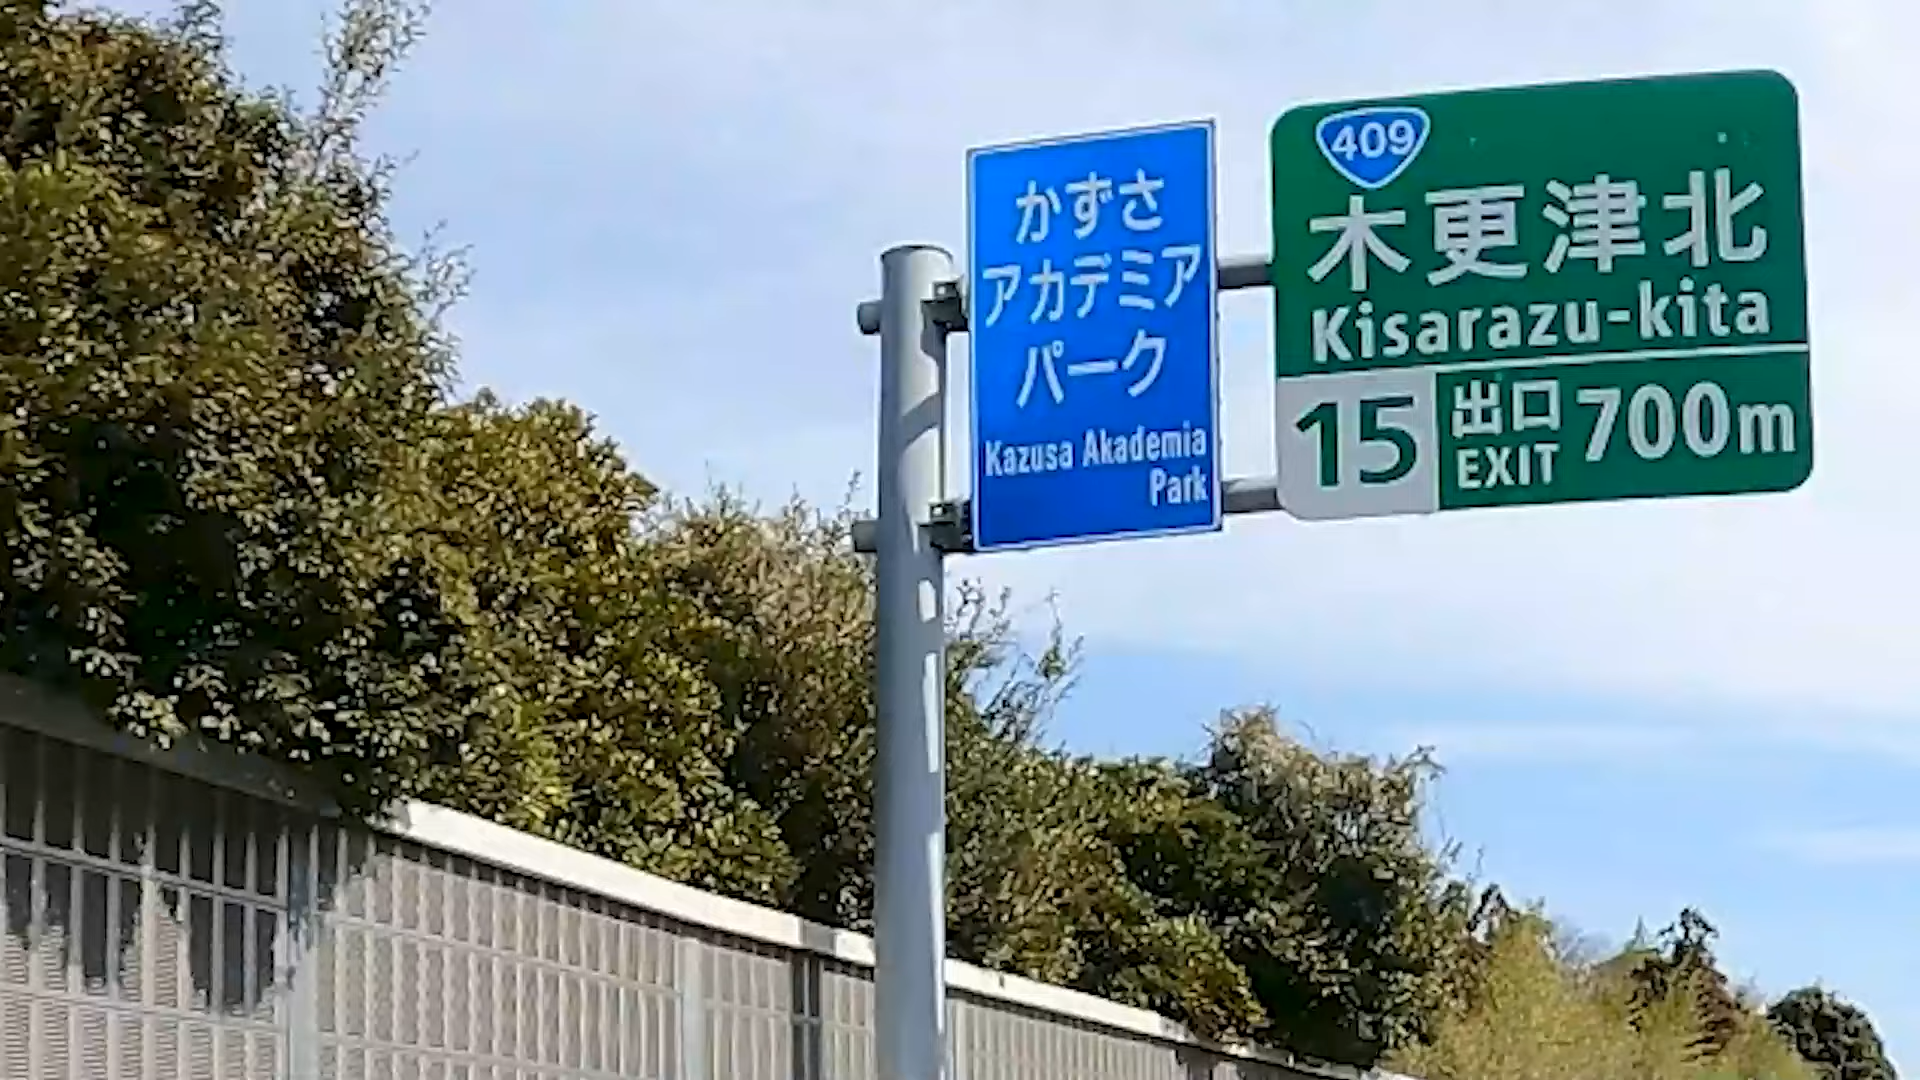 かずさ
アカデミア
パーク
Kazusa Akademia
Park
409
木更津北
Kisarazu-kita
15
出口
EXIT
700m